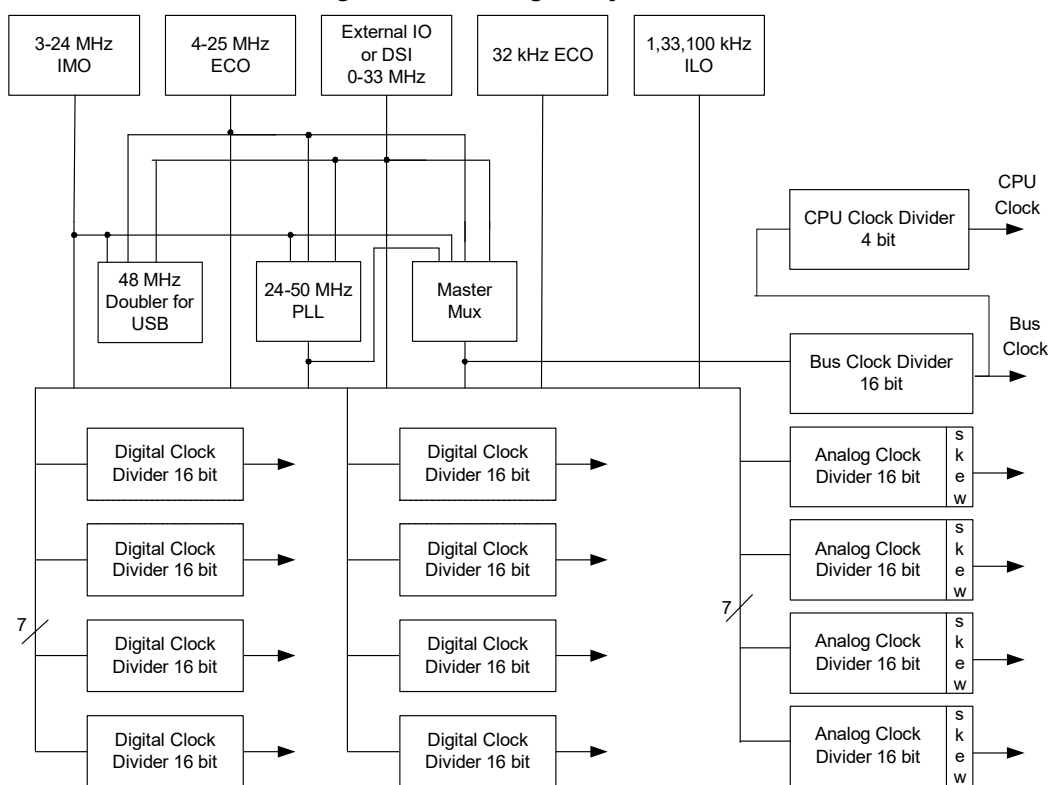 3-24 MHz
IMO
4-25 MHz
ECO
External IO
or DSI
0-33 MHz
32 kHz ECO
1,33,100 kHz
ILO
CPU
Clock
CPU Clock Divider
4 bit
48 MHz
Doubler for
USB
24-50 MHz
PLL
Master
Mux
Bus
Clock
Bus Clock Divider
16 bit
Digital Clock
Divider 16 bit
Digital Clock
Divider 16 bit
Analog Clock
Divider 16 bit
s
k
e
w
Digital Clock
Divider 16 bit
Digital Clock
Divider 16 bit
Analog Clock
Divider 16 bit
s
k
e
w
7
7
Digital Clock
Divider 16 bit
Digital Clock
Divider 16 bit
Analog Clock
Divider 16 bit
s
k
e
w
Digital Clock
Divider 16 bit
Digital Clock
Divider 16 bit
Analog Clock
Divider 16 bit
s
k
e
w